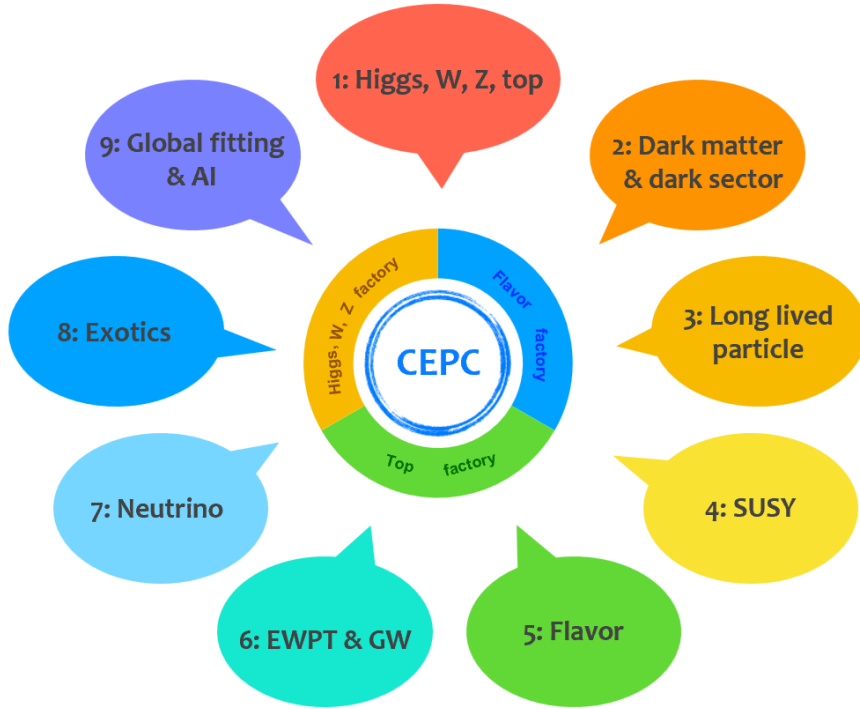 1: Higgs, W, Z, top
2: Dark matter
& dark sector
3: Long lived
particle
4: SUSY
5: Flavor
6: EWPT & GW
7: Neutrino
8: Exotics
9: Global fitting
& AI
Higgs, W, Z factory
Flavor factory
Top factory
CEPC